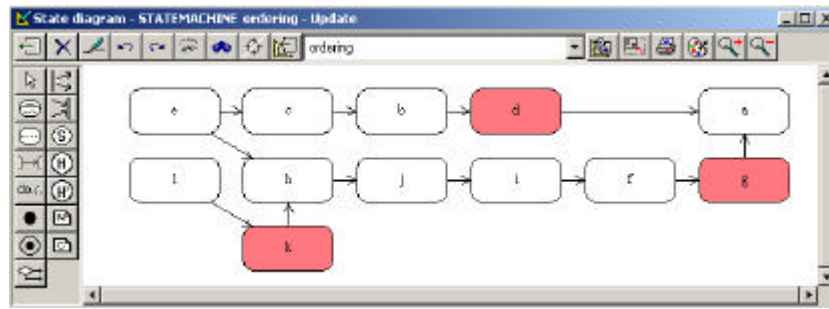 State diagram - STATEMACHINE ordering - Update
ordering
e c b d a
l h j i f g
k
S
H
H*